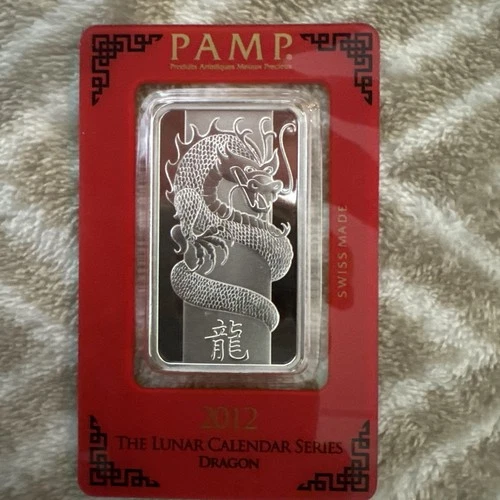 PAMP
Produits Artistiques Métaux Précieux
SWISS MADE
龍
2012
THE LUNAR CALENDAR SERIES
DRAGON